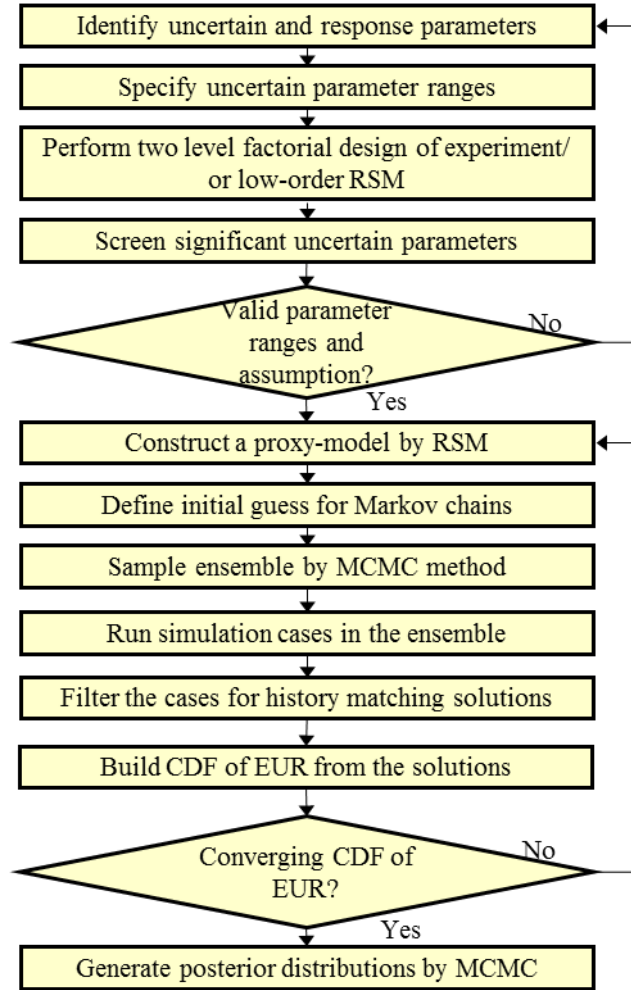 Identify uncertain and response parameters
Specify uncertain parameter ranges
Perform two level factorial design of experiment/
or low-order RSM
Screen significant uncertain parameters
Valid parameter
ranges and
assumption?
No
Yes
Construct a proxy-model by RSM
Define initial guess for Markov chains
Sample ensemble by MCMC method
Run simulation cases in the ensemble
Filter the cases for history matching solutions
Build CDF of EUR from the solutions
Converging CDF of
EUR?
No
Yes
Generate posterior distributions by MCMC